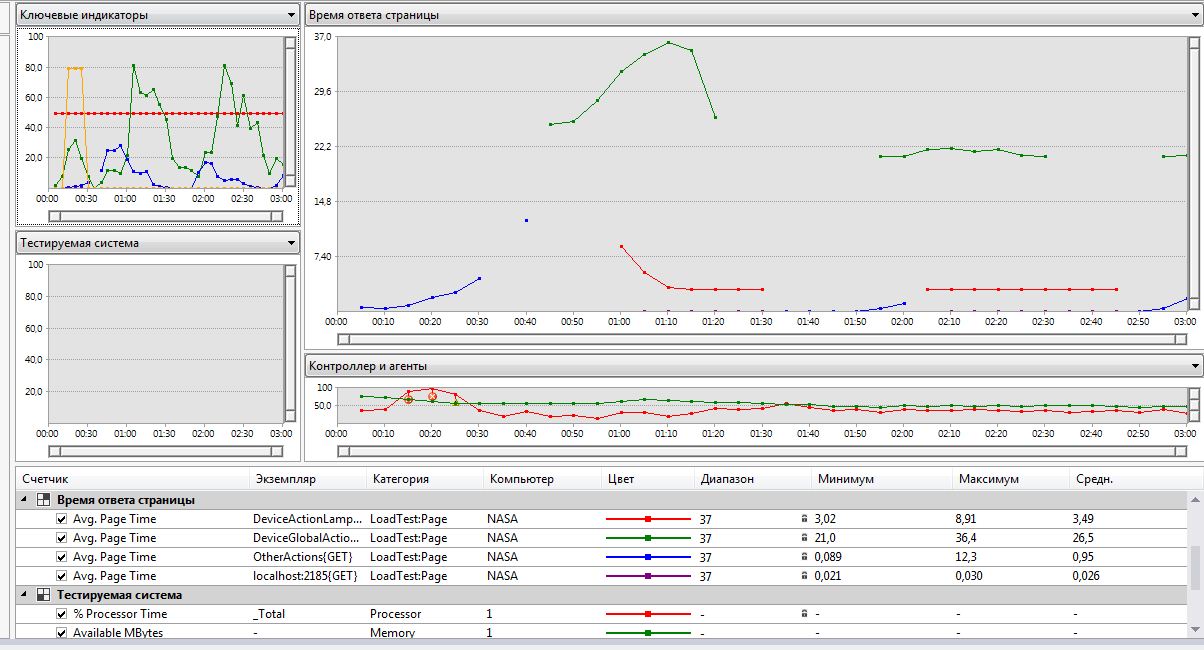 Ключевые индикаторы
100
80,0
60,0
40,0
20,0
00:00 00:30 01:00 01:30 02:00 02:30 03:00
Тестируемая система
100
80,0
60,0
40,0
20,0
00:00 00:30 01:00 01:30 02:00 02:30 03:00
Время ответа страницы
37,0
29,6
22,2
14,8
7,40
00:00 00:10 00:20 00:30 00:40 00:50 01:00 01:10 01:20 01:30 01:40 01:50 02:00 02:10 02:20 02:30 02:40 02:50 03:00
Контроллер и агенты
100
50,0
00:00 00:10 00:20 00:30 00:40 00:50 01:00 01:10 01:20 01:30 01:40 01:50 02:00 02:10 02:20 02:30 02:40 02:50 03:00
Счетчик Экземпляр Категория Компьютер Цвет Диапазон Минимум Максимум Средн.
Время ответа страницы
Avg. Page Time DeviceActionLamp... LoadTest:Page NASA 37 3,02 8,91 3,49
Avg. Page Time DeviceGlobalActio... LoadTest:Page NASA 37 21,0 36,4 26,5
Avg. Page Time OtherActions{GET} LoadTest:Page NASA 37 0,089 12,3 0,95
Avg. Page Time localhost:2185{GET} LoadTest:Page NASA 37 0,021 0,030 0,026
Тестируемая система
% Processor Time _Total Processor 1 - - - -
Available MBytes - Memory 1 - - - -